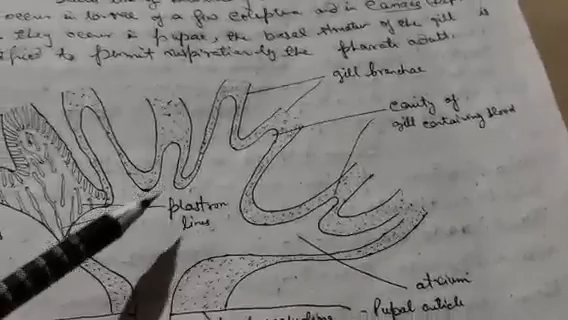 occur in larvae of a few coleoptera and in
they occur in pupae, the basal structure of the gill is
to permit respiration by the pharate adult.
gill branchae
cavity of
gill containing blood
plastron
lines
atrium
- Pupal cuticle